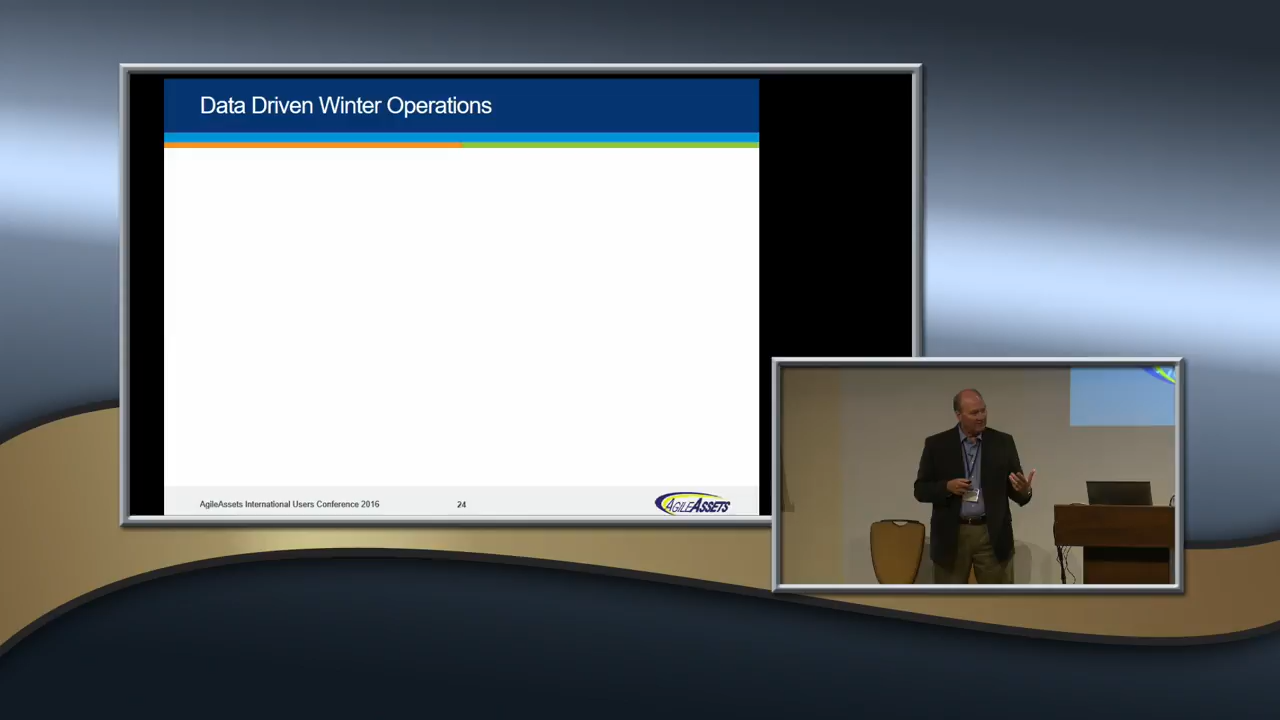 Data Driven Winter Operations
AgileAssets International Users Conference 2016
24
AGILEASSETS